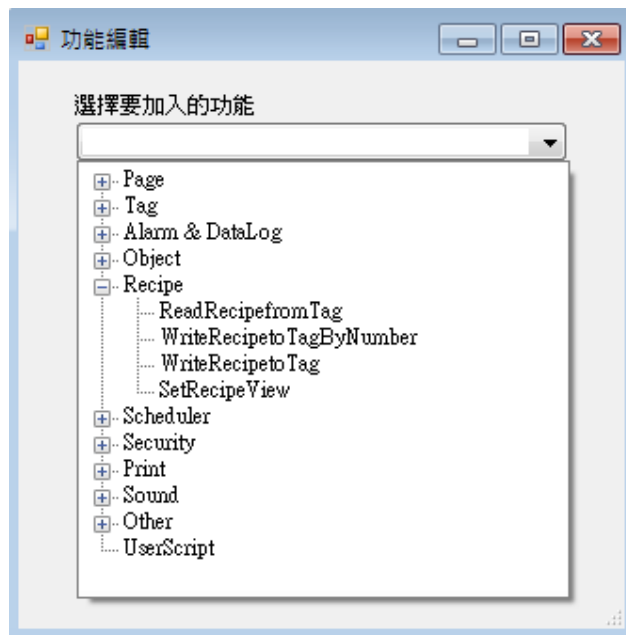 功能編輯
選擇要加入的功能
Page
Tag
Alarm & DataLog
Object
Recipe
ReadRecipefromTag
WriteRecipetoTagByNumber
WriteRecipetoTag
SetRecipeView
Scheduler
Security
Print
Sound
Other
UserScript